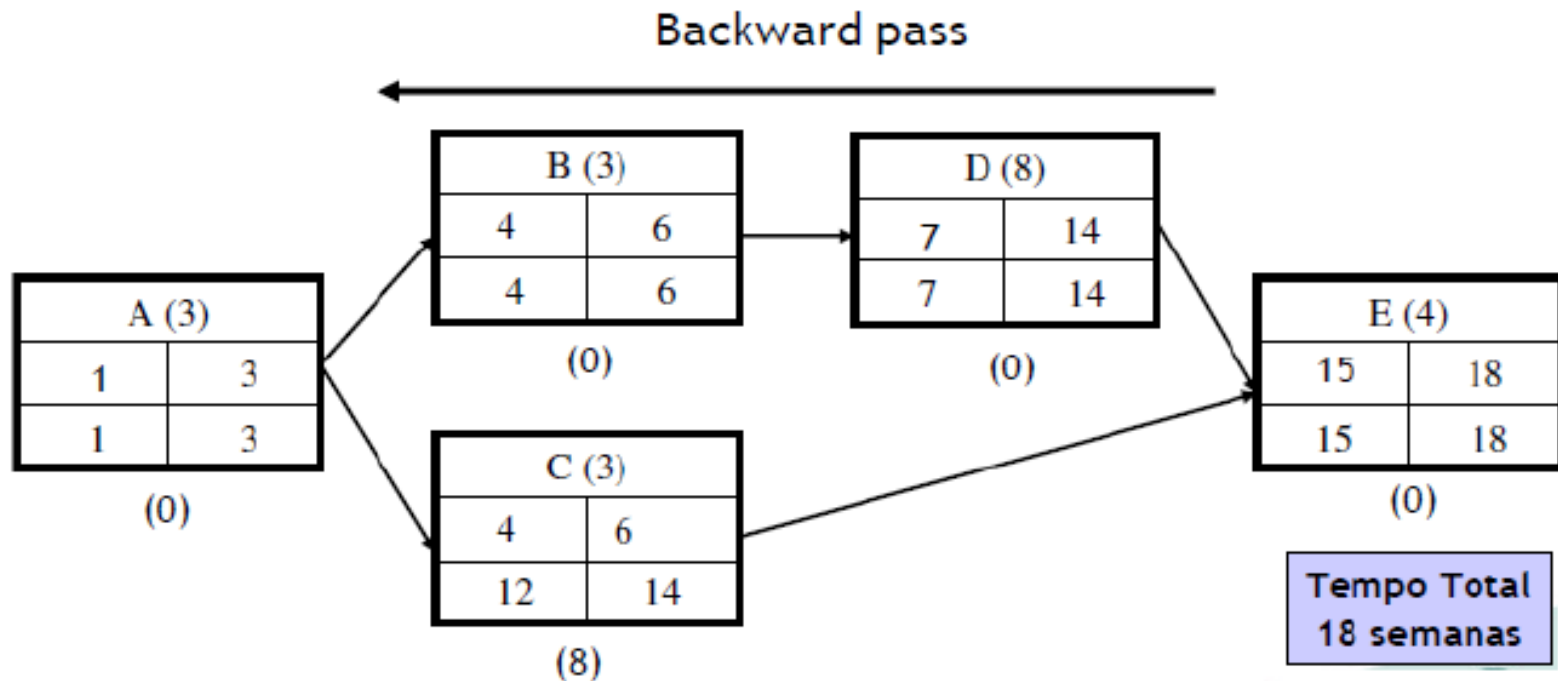 Backward pass
B (3)
4 6
4 6
(0)
D (8)
7 14
7 14
(0)
A (3)
1 3
1 3
(0)
C (3)
4 6
12 14
(8)
E (4)
15 18
15 18
(0)
Tempo Total
18 semanas